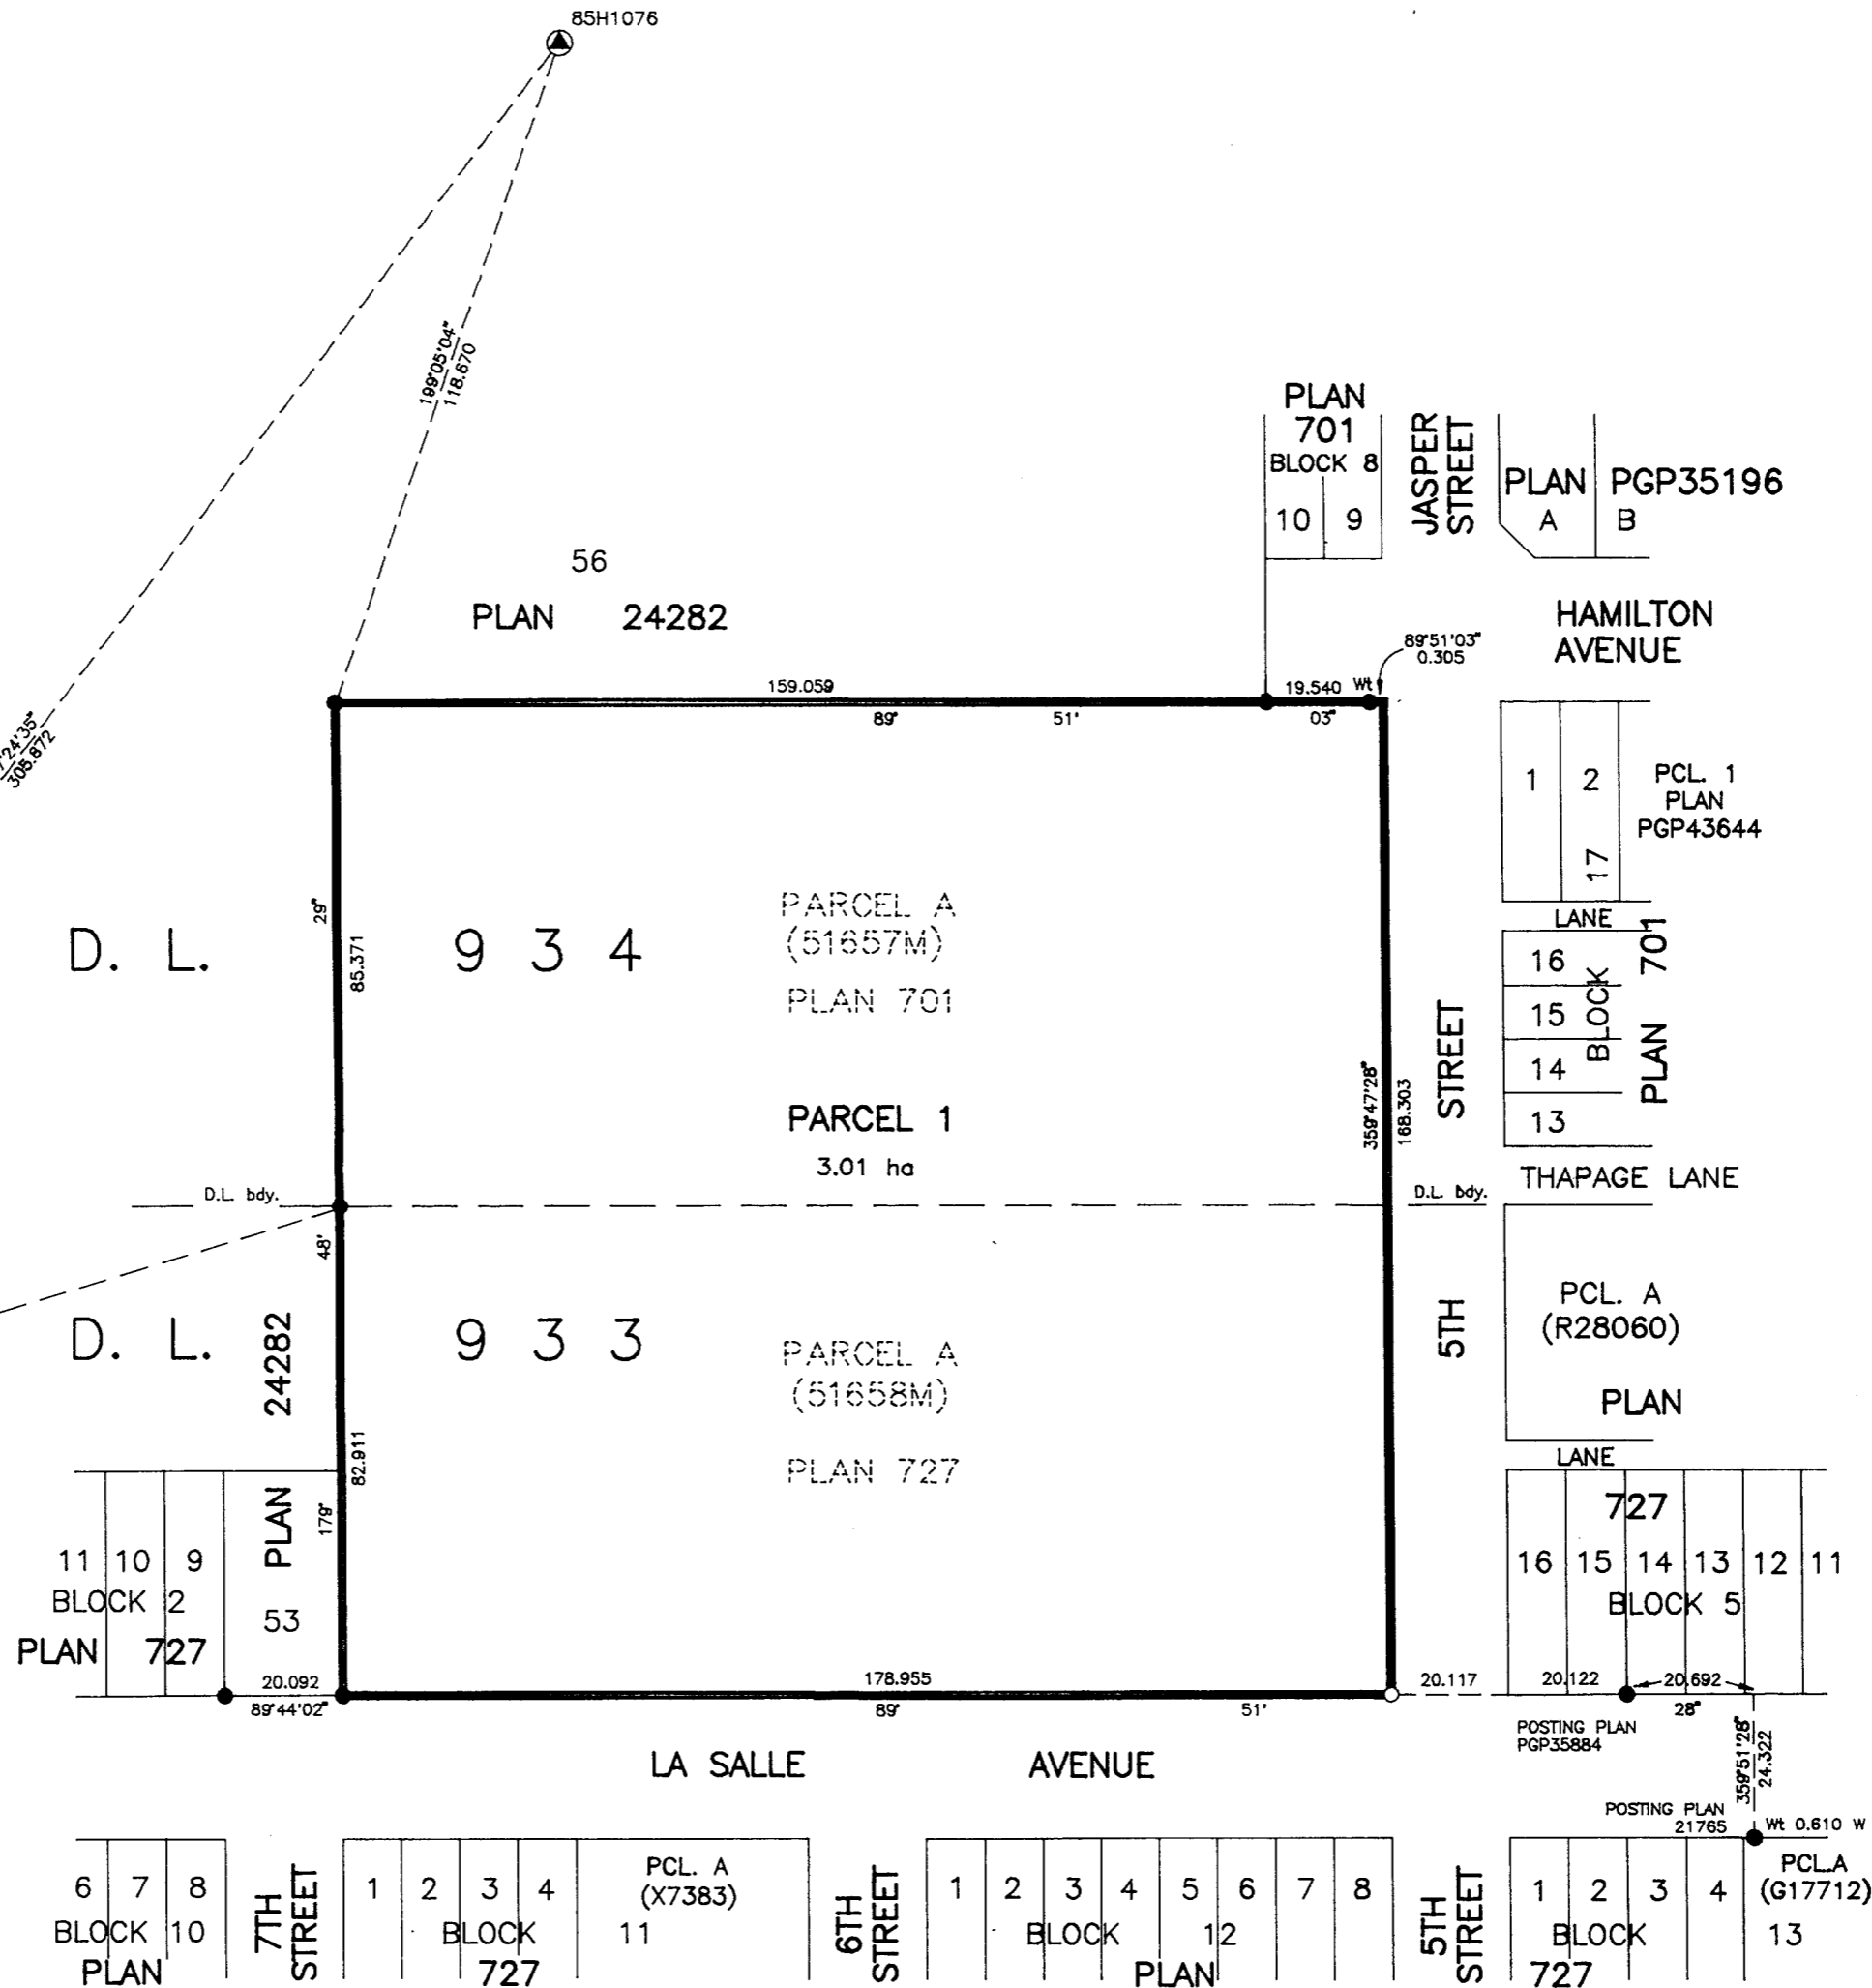 85H1076
199°05'04"
118.670
PLAN
701
BLOCK 8
10 9
JASPER
STREET
PLAN PGP35196
A B
56
PLAN 24282
HAMILTON
AVENUE
89°51'03"
0.305
159.059
19.540 Wt
89° 51' 03"
7°24'35"
305.872
1 2
17
PCL. 1
PLAN
PGP43644
LANE
29"
85.371
D. L. 9 3 4
PARCEL A
(51657M)
PLAN 701
16
15
14
13
BLOCK
PLAN 701
STREET
359°47'28"
168.303
PARCEL 1
3.01 ha
THAPAGE LANE
D.L. bdy.
D.L. bdy.
48'
D. L. 9 3 3
24282
PARCEL A
(51658M)
PLAN 727
5TH
PCL. A
(R28060)
PLAN
LANE
82.911
179°
PLAN
53
11 10 9
BLOCK 2
PLAN 727
727
16 15 14 13 12 11
BLOCK 5
20.092
89°44'02"
178.955
89° 51'
20.117
20.122
20.692
28"
POSTING PLAN
PGP35884
359°51'28"
24.322
LA SALLE AVENUE
POSTING PLAN
21765
Wt 0.610 W
6 7 8
BLOCK 10
PLAN
7TH
STREET
1 2 3 4
PCL. A
(X7383)
BLOCK 11
727
6TH
STREET
1 2 3 4 5 6 7 8
BLOCK 12
PLAN
5TH
STREET
1 2 3 4
PCL.A
(G17712)
BLOCK 13
727